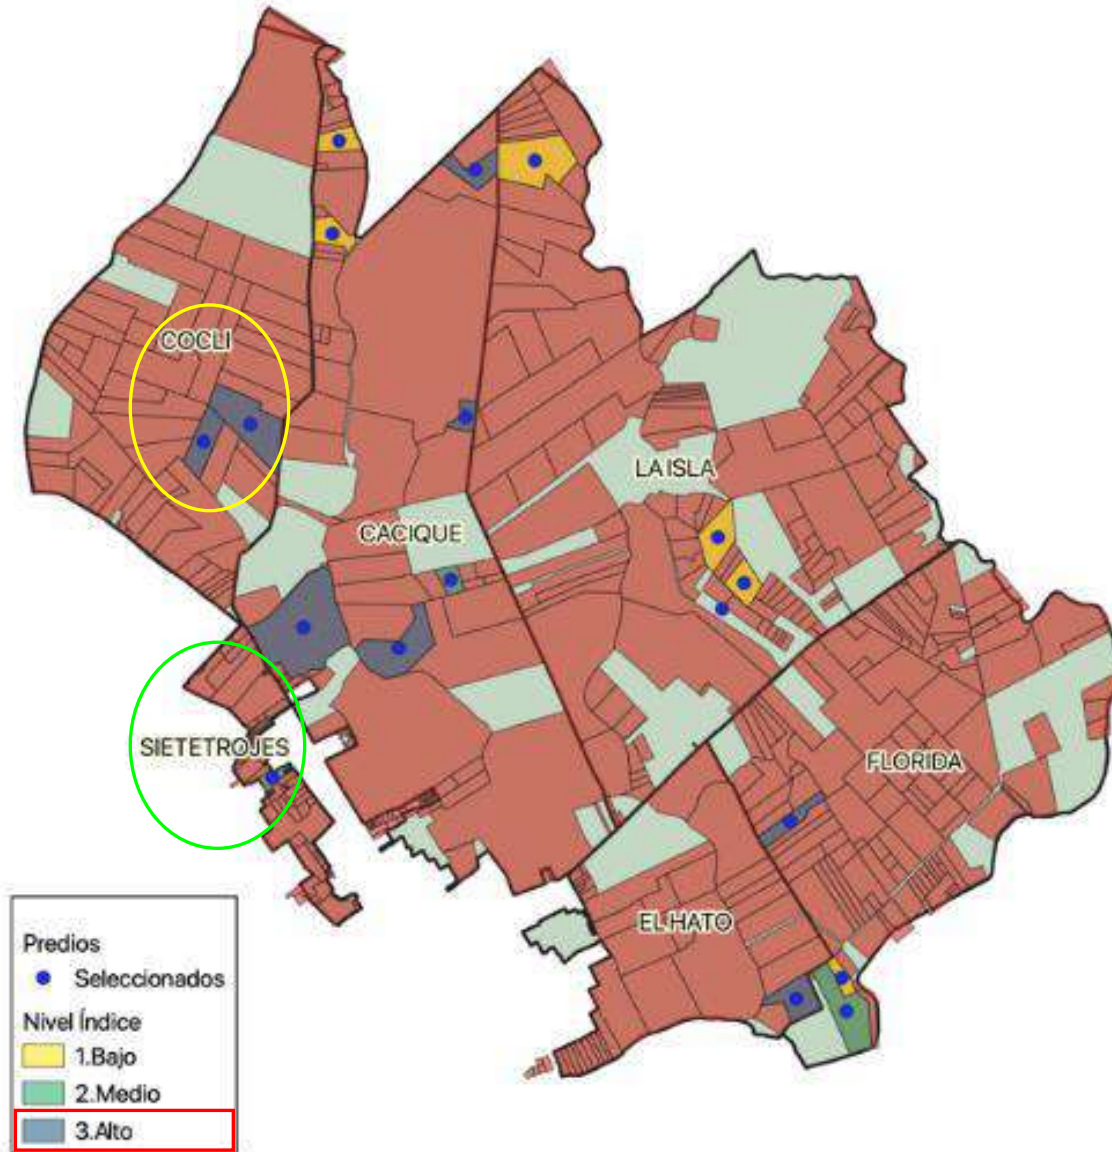 COCLI
LA ISLA
CACIQUE
SIETETROJES
FLORIDA
EL HATO
Predios
Seleccionados
Nivel Índice
1.Bajo
2.Medio
3.Alto